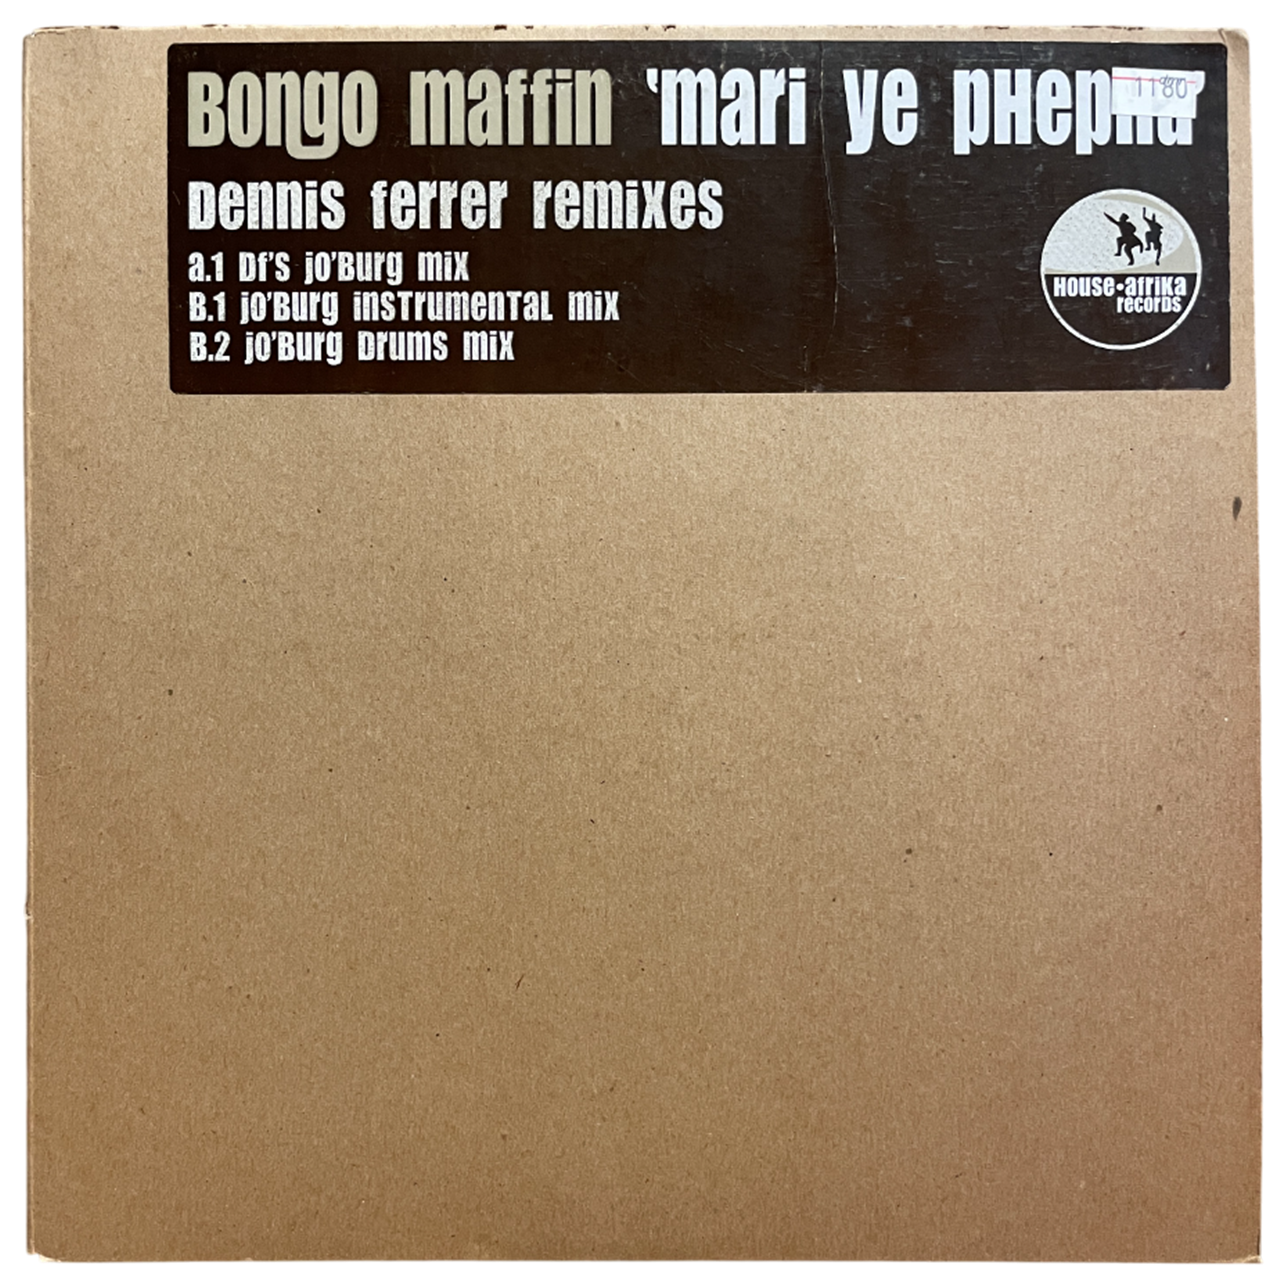 Bongo maffin 'mari ye pHepha'
1180
Dennis ferrer remixes
a.1 Df's jo'Burg mix
B.1 jo'Burg instrumental mix
B.2 jo'Burg Drums mix
House•afrika
records